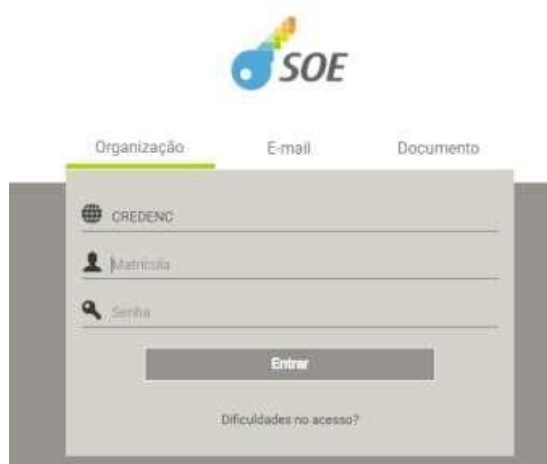 SOE
Organização E-mail Documento
CREDENC
Matrícula
Senha
Entrar
Dificuldades no acesso?